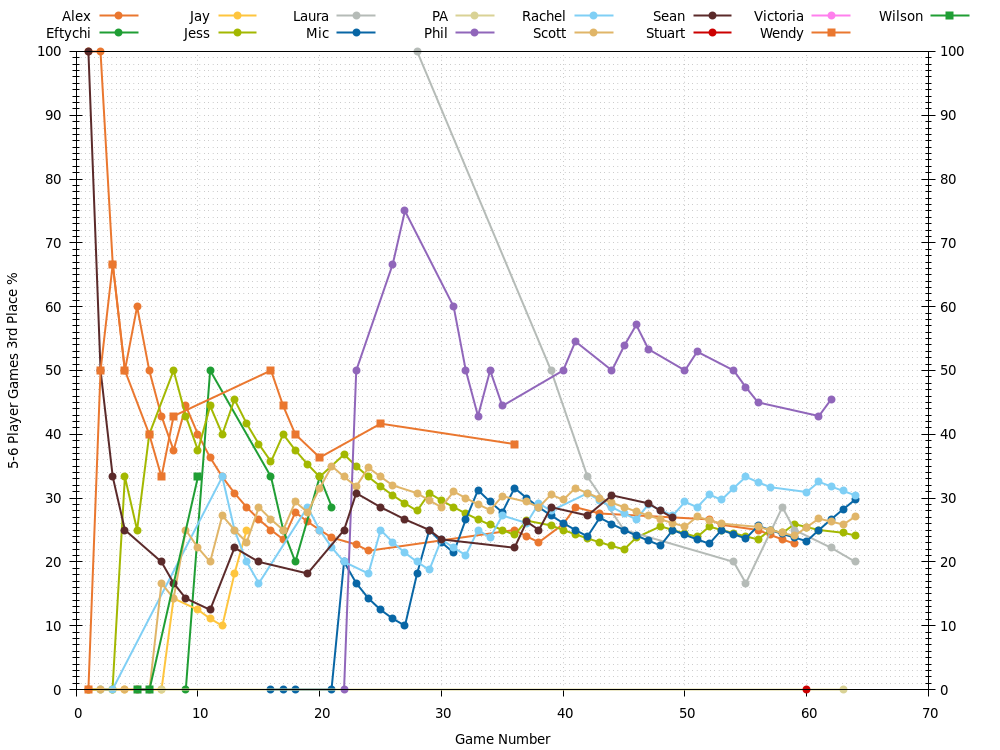 Alex Jay Laura PA Rachel Sean Victoria Wilson
Eftychi Jess Mic Phil Scott Stuart Wendy
100 100
90 90
80 80
70 70
60 60
50 50
40 40
30 30
20 20
10 10
0 0
0 10 20 30 40 50 60 70
5-6 Player Games 3rd Place %
Game Number